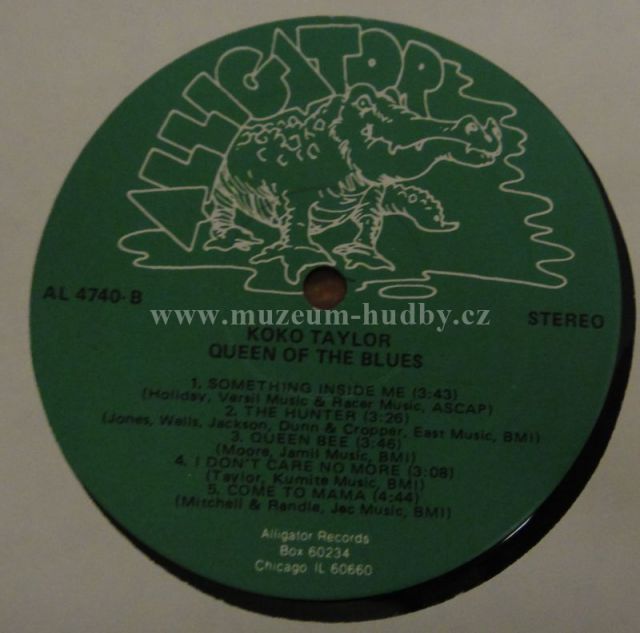 ALLIGATOR
AL 4740-B
STEREO
www.muzeum-hudby.cz
KOKO TAYLOR
QUEEN OF THE BLUES
1. SOMETHING INSIDE ME (3:43)
(Holiday, Versil Music & Racer Music, ASCAP)
2. THE HUNTER (3:26)
(Jones, Wells, Jackson, Dunn & Cropper, East Music, BMI)
3. QUEEN BEE (3:46)
(Moore, Jamil Music, BMI)
4. I DON'T CARE NO MORE (3:08)
(Taylor, Kumite Music, BMI)
5. COME TO MAMA (4:44)
(Mitchell & Randle, Jec Music, BMI)
Alligator Records
Box 60234
Chicago IL 60660